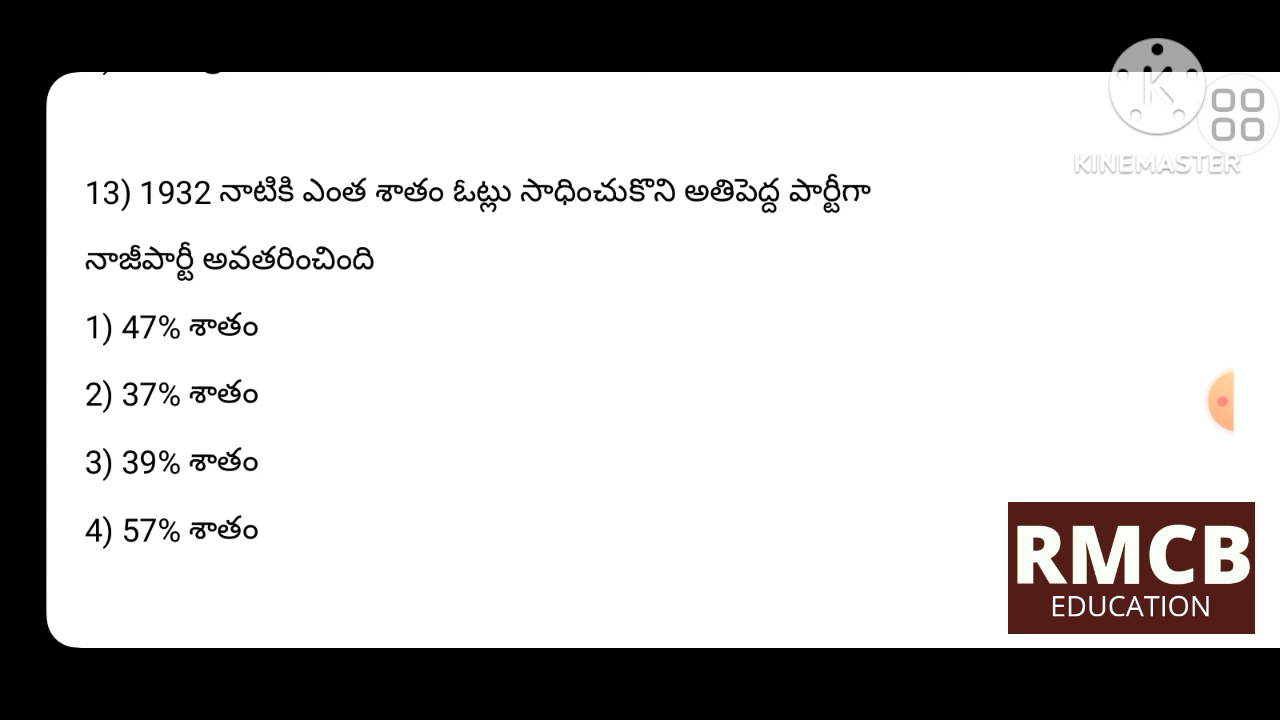 KINEMASTER
13) 1932 నాటికి ఎంత శాతం ఓట్లు సాధించుకొని అతిపెద్ద పార్టీగా
నాజీపార్టీ అవతరించింది
1) 47% శాతం
2) 37% శాతం
3) 39% శాతం
4) 57% శాతం
RMCB
EDUCATION